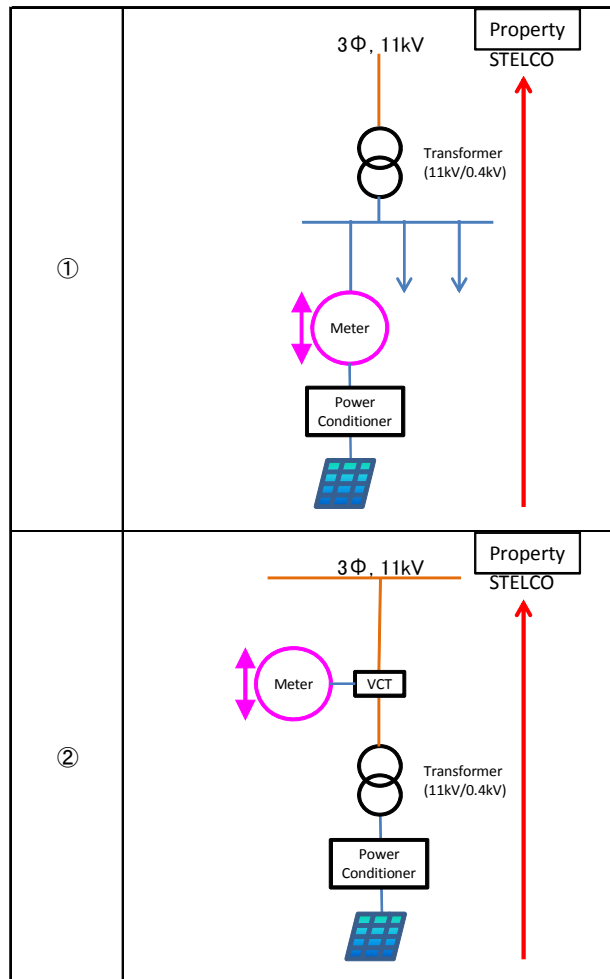 Property
3Φ, 11kV
STELCO
Transformer
(11kV/0.4kV)
①
Meter
Power
Conditioner
Property
3Φ, 11kV
STELCO
Meter
VCT
②
Transformer
(11kV/0.4kV)
Power
Conditioner